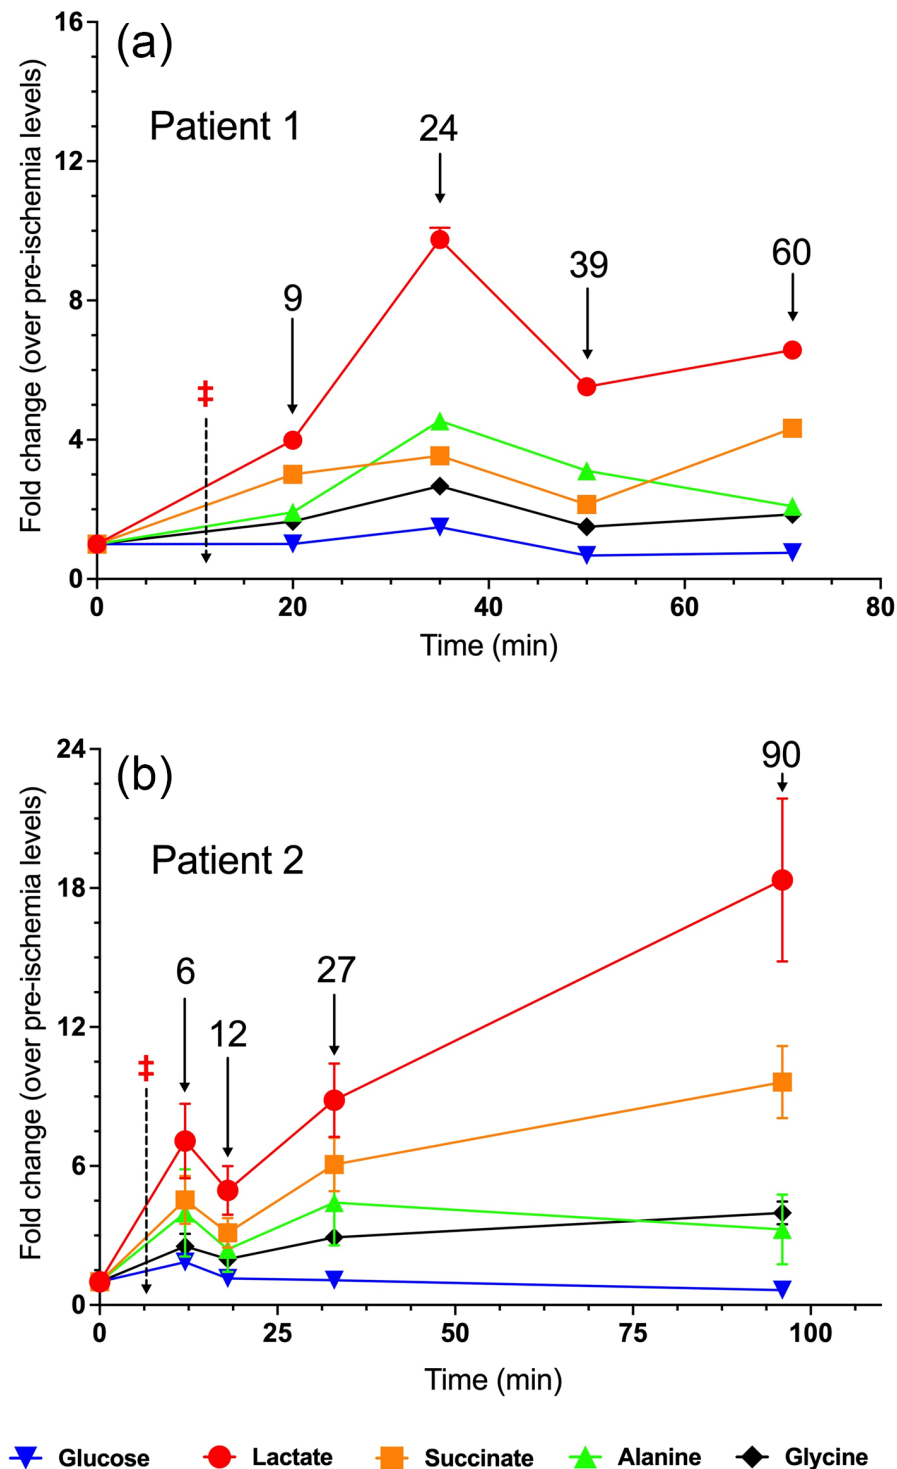 (a)
Patient 1
Fold change (over pre-ischemia levels)
16
12
8
4
0
‡
9
24
39
60
0 20 40 60 80
Time (min)
(b)
Patient 2
Fold change (over pre-ischemia levels)
24
18
12
6
0
‡
6
12
27
90
0 25 50 75 100
Time (min)
Glucose Lactate Succinate Alanine Glycine